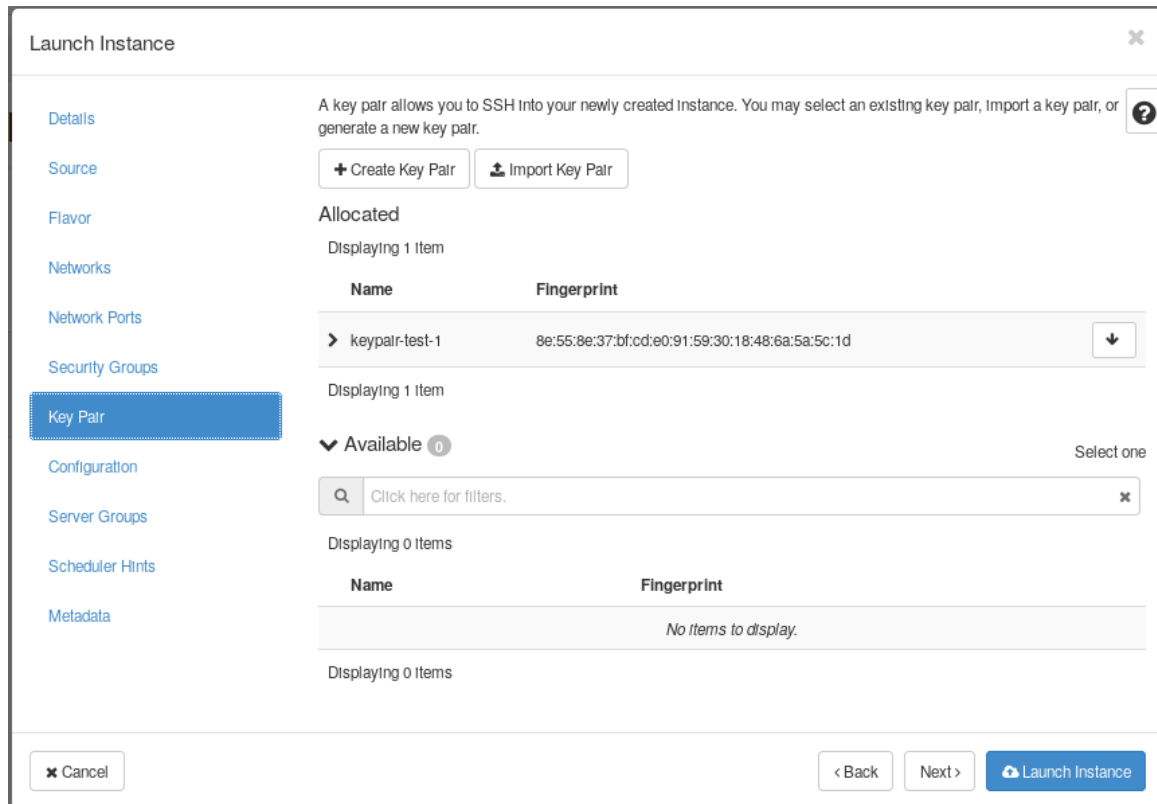 Launch Instance
Details
Source
Flavor
Networks
Network Ports
Security Groups
Key Pair
Configuration
Server Groups
Scheduler Hints
Metadata
A key pair allows you to SSH into your newly created instance. You may select an existing key pair, import a key pair, or
generate a new key pair.
Create Key Pair Import Key Pair
Allocated
Displaying 1 item
Name Fingerprint
keypair-test-1 8e:55:8e:37:bf:cd:e0:91:59:30:18:48:6a:5a:5c:1d
Displaying 1 item
Available 0 Select one
Click here for filters.
Displaying 0 items
Name Fingerprint
No items to display.
Displaying 0 items
Cancel < Back Next > Launch Instance